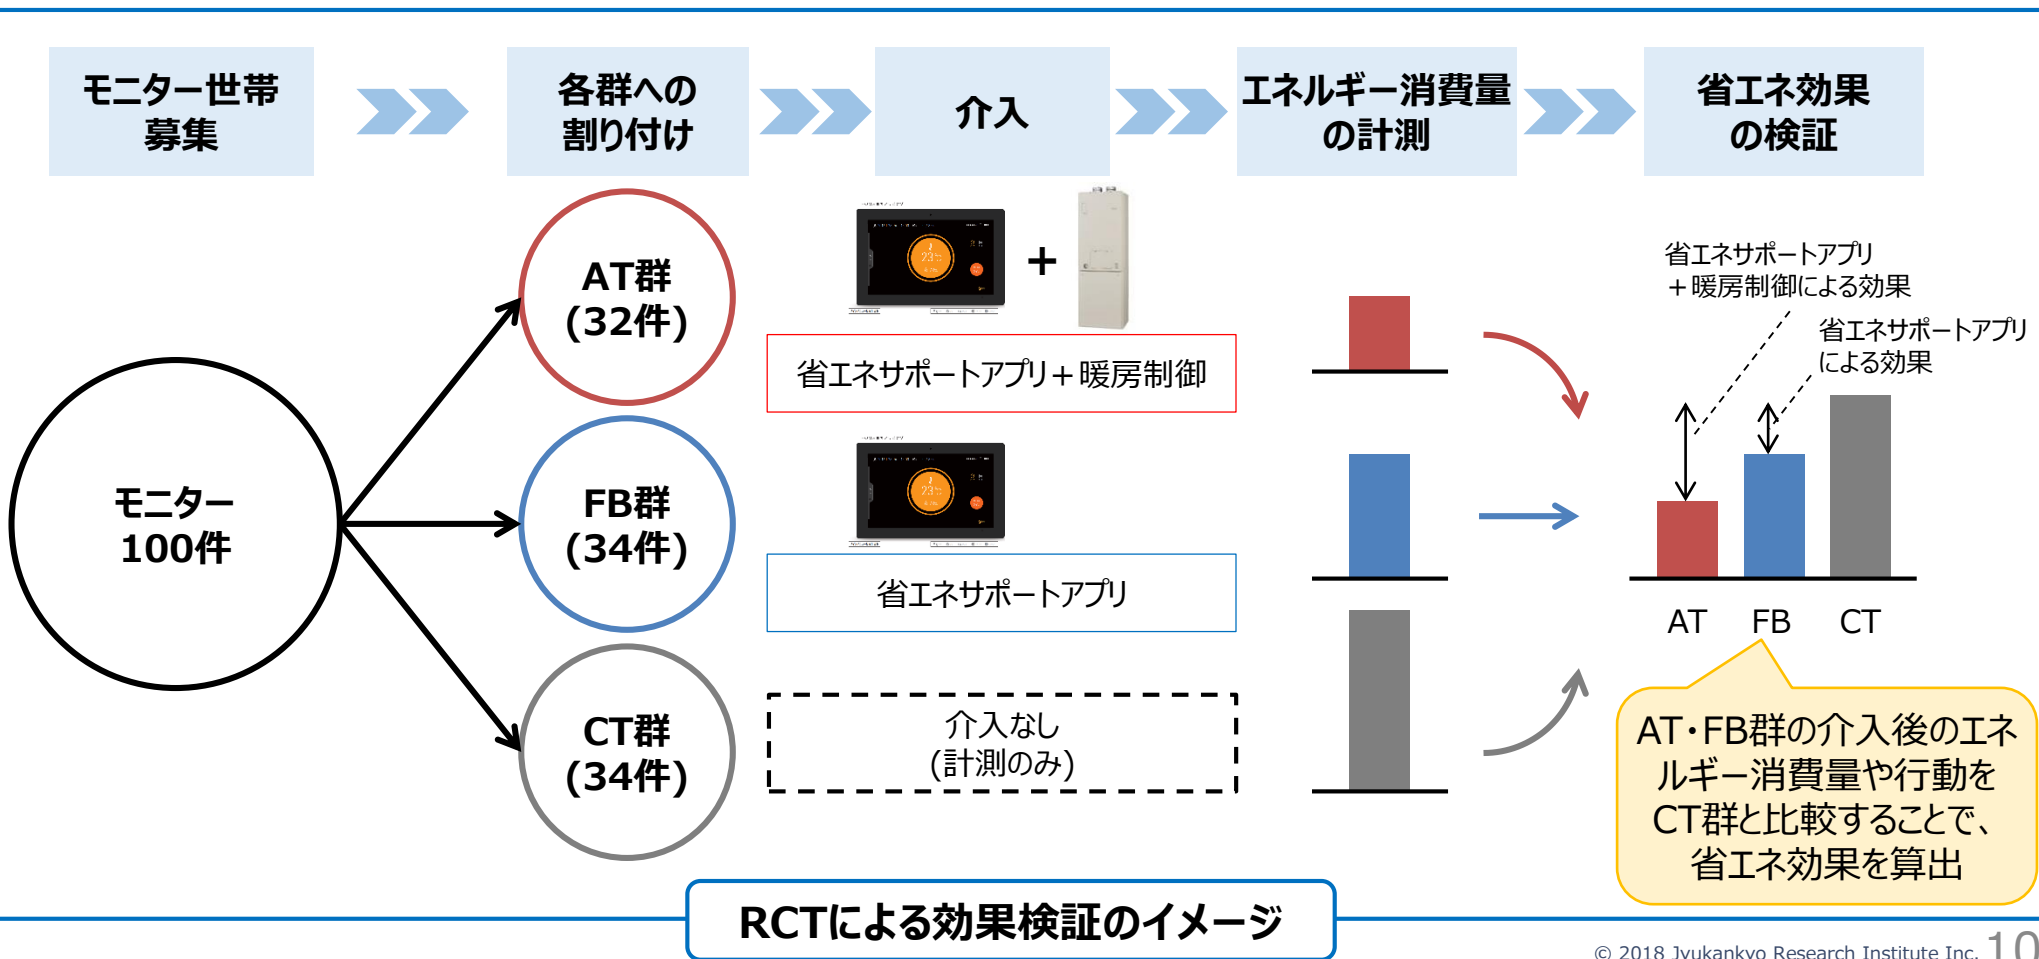 モニター世帯
募集
各群への
割り付け
介入
エネルギー消費量
の計測
省エネ効果
の検証
モニター
100件
AT群
(32件)
FB群
(34件)
CT群
(34件)
+
省エネサポートアプリ＋暖房制御
省エネサポートアプリ
介入なし
(計測のみ)
省エネサポートアプリ
＋暖房制御による効果
省エネサポートアプリ
による効果
AT FB CT
AT・FB群の介入後のエネ
ルギー消費量や行動を
CT群と比較することで、
省エネ効果を算出
RCTによる効果検証のイメージ
© 2018 Jyukankyo Research Institute Inc. 10